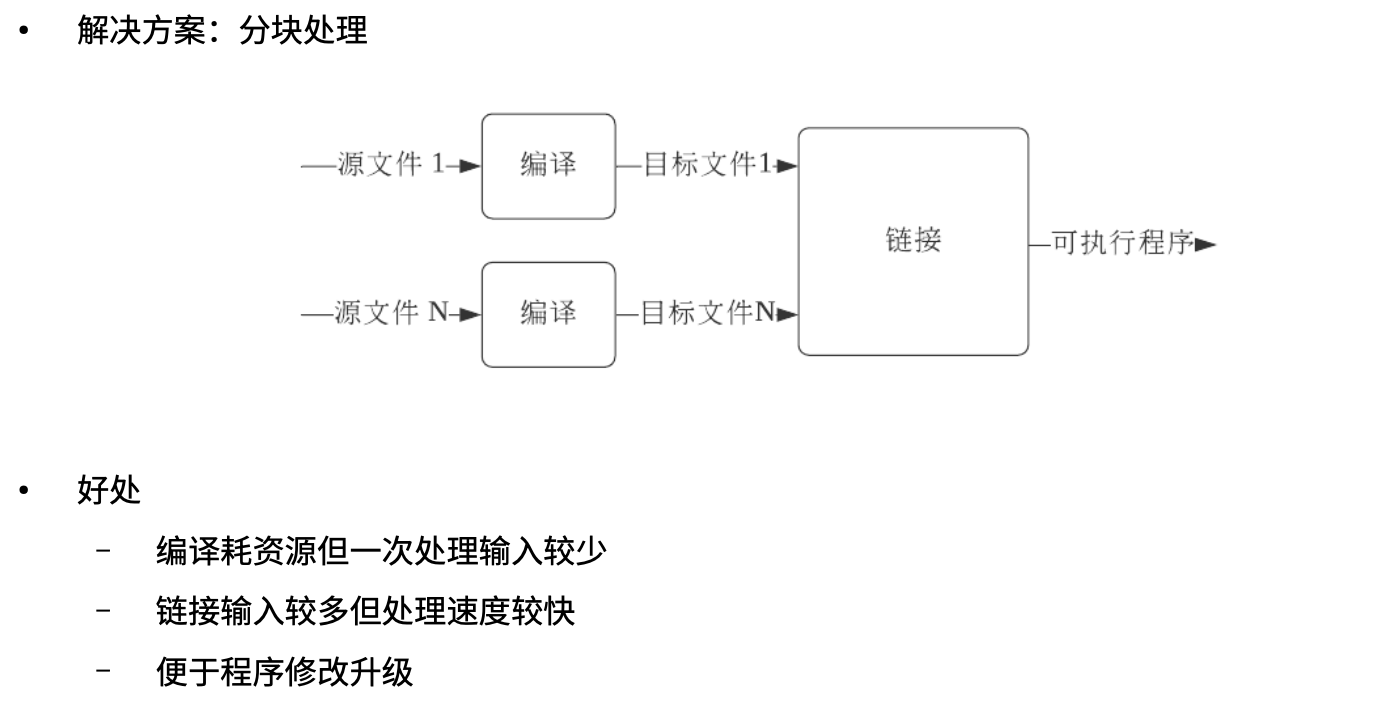 • 解决方案：分块处理
源文件 1 编译 目标文件1
链接 可执行程序
源文件 N 编译 目标文件N
• 好处
– 编译耗资源但一次处理输入较少
– 链接输入较多但处理速度较快
– 便于程序修改升级